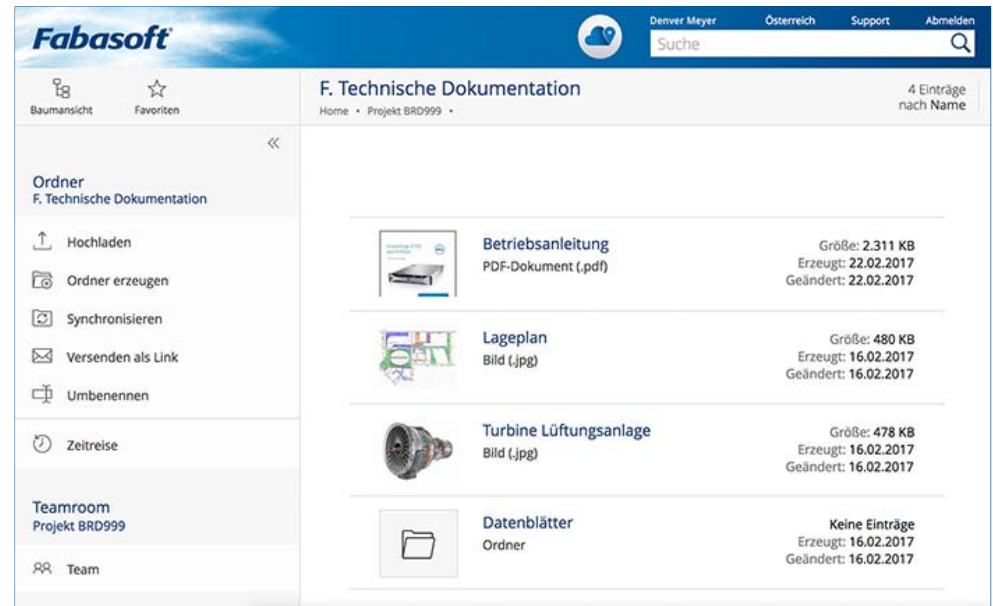 Fabasoft
Denver Meyer Österreich Support Abmelden
Suche
Baumansicht Favoriten
F. Technische Dokumentation
Home • Projekt BRD999 •
4 Einträge
nach Name
Ordner
F. Technische Dokumentation
Hochladen
Ordner erzeugen
Synchronisieren
Versenden als Link
Umbenennen
Zeitreise
Teamroom
Projekt BRD999
Team
Betriebsanleitung
PDF-Dokument (.pdf)
Größe: 2.311 KB
Erzeugt: 22.02.2017
Geändert: 22.02.2017
Lageplan
Bild (.jpg)
Größe: 480 KB
Erzeugt: 16.02.2017
Geändert: 16.02.2017
Turbine Lüftungsanlage
Bild (.jpg)
Größe: 478 KB
Erzeugt: 16.02.2017
Geändert: 16.02.2017
Datenblätter
Ordner
Keine Einträge
Erzeugt: 16.02.2017
Geändert: 16.02.2017